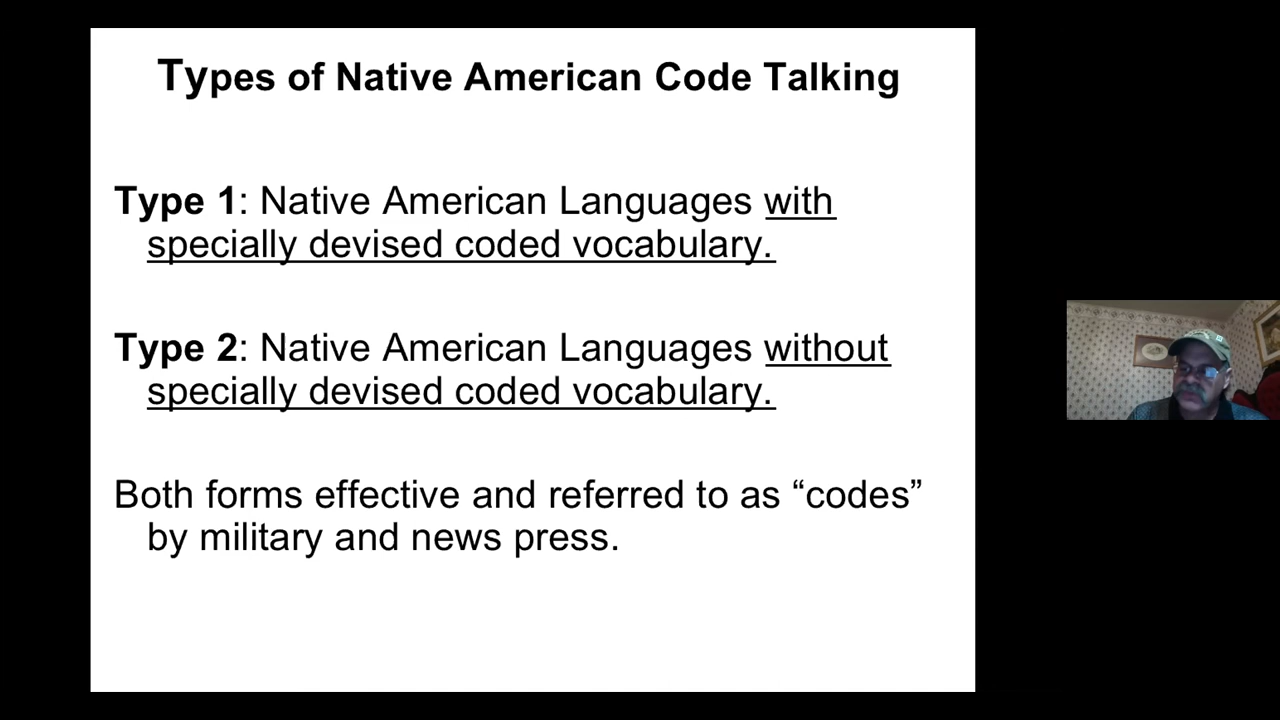 Types of Native American Code Talking
Type 1: Native American Languages with
specially devised coded vocabulary.
Type 2: Native American Languages without
specially devised coded vocabulary.
Both forms effective and referred to as “codes”
by military and news press.